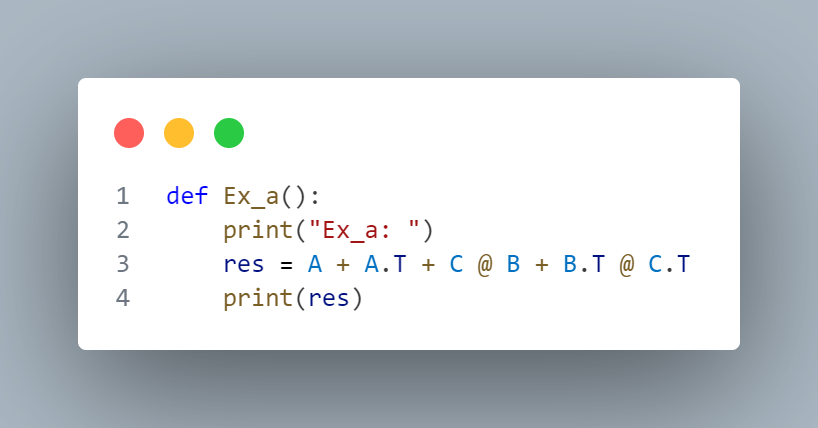 1 def Ex_a():
2     print("Ex_a: ")
3     res = A + A.T + C @ B + B.T @ C.T
4     print(res)